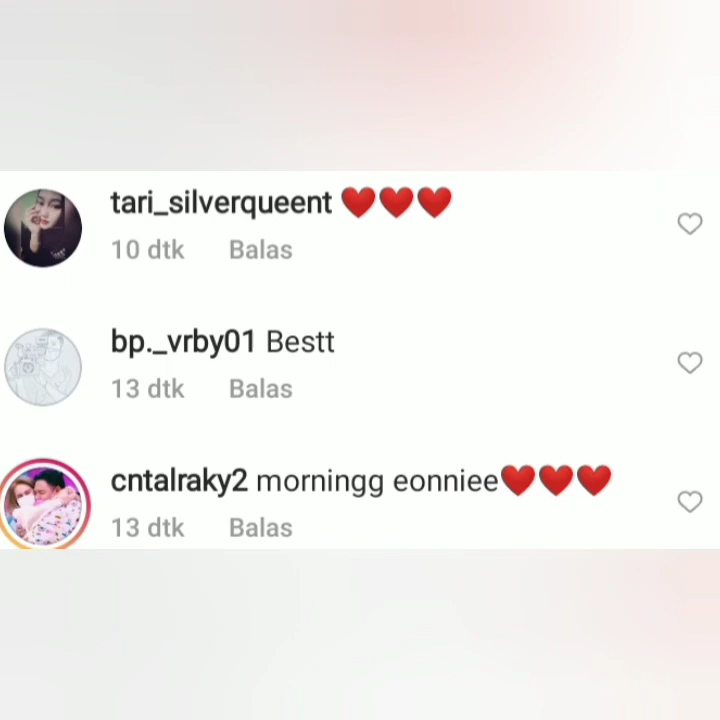 tari_silverqueent ❤️❤️❤️
10 dtk Balas
bp._vrby01 Bestt
13 dtk Balas
cntalraky2 morningg eonniee❤️❤️❤️
13 dtk Balas